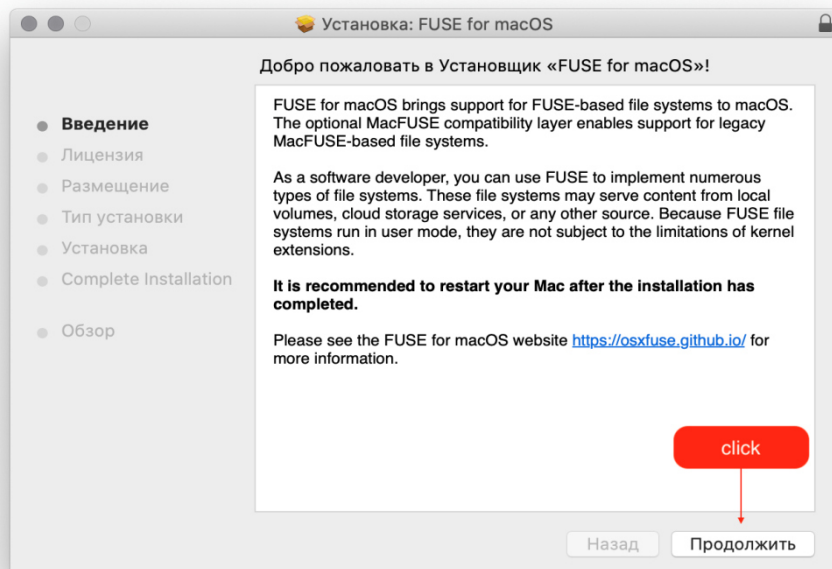 Установка: FUSE for macOS
Добро пожаловать в Установщик «FUSE for macOS»!
Введение
Лицензия
Размещение
Тип установки
Установка
Complete Installation
Обзор
FUSE for macOS brings support for FUSE-based file systems to macOS.
The optional MacFUSE compatibility layer enables support for legacy
MacFUSE-based file systems.
As a software developer, you can use FUSE to implement numerous
types of file systems. These file systems may serve content from local
volumes, cloud storage services, or any other source. Because FUSE file
systems run in user mode, they are not subject to the limitations of kernel
extensions.
It is recommended to restart your Mac after the installation has
completed.
Please see the FUSE for macOS website https://osxfuse.github.io/ for
more information.
click
Назад
Продолжить